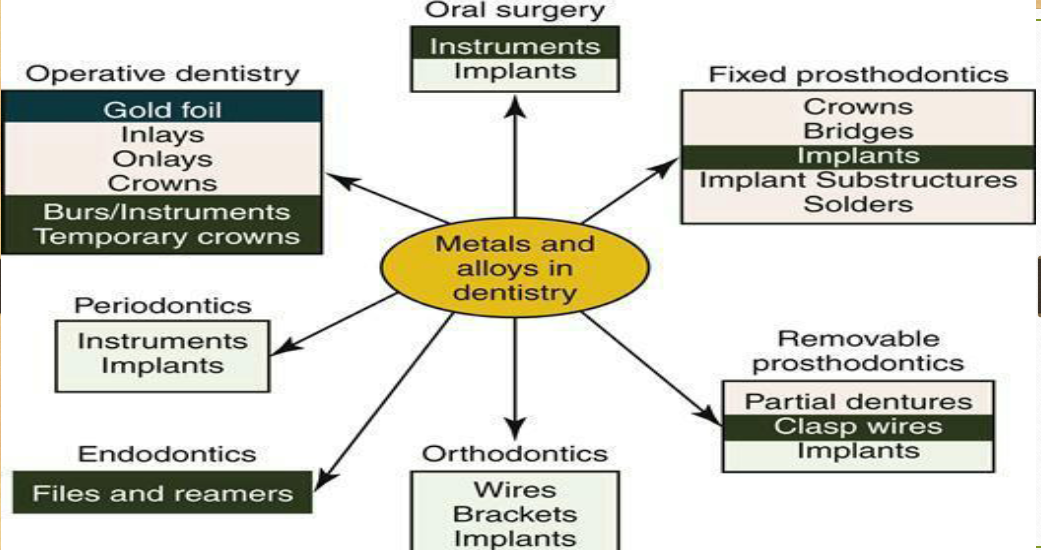 Oral surgery
Instruments
Implants
Operative dentistry
Gold foil
Inlays
Onlays
Crowns
Burs/Instruments
Temporary crowns
Fixed prosthodontics
Crowns
Bridges
Implants
Implant Substructures
Solders
Metals and
alloys in
dentistry
Periodontics
Instruments
Implants
Removable
prosthodontics
Partial dentures
Clasp wires
Implants
Endodontics
Files and reamers
Orthodontics
Wires
Brackets
Implants